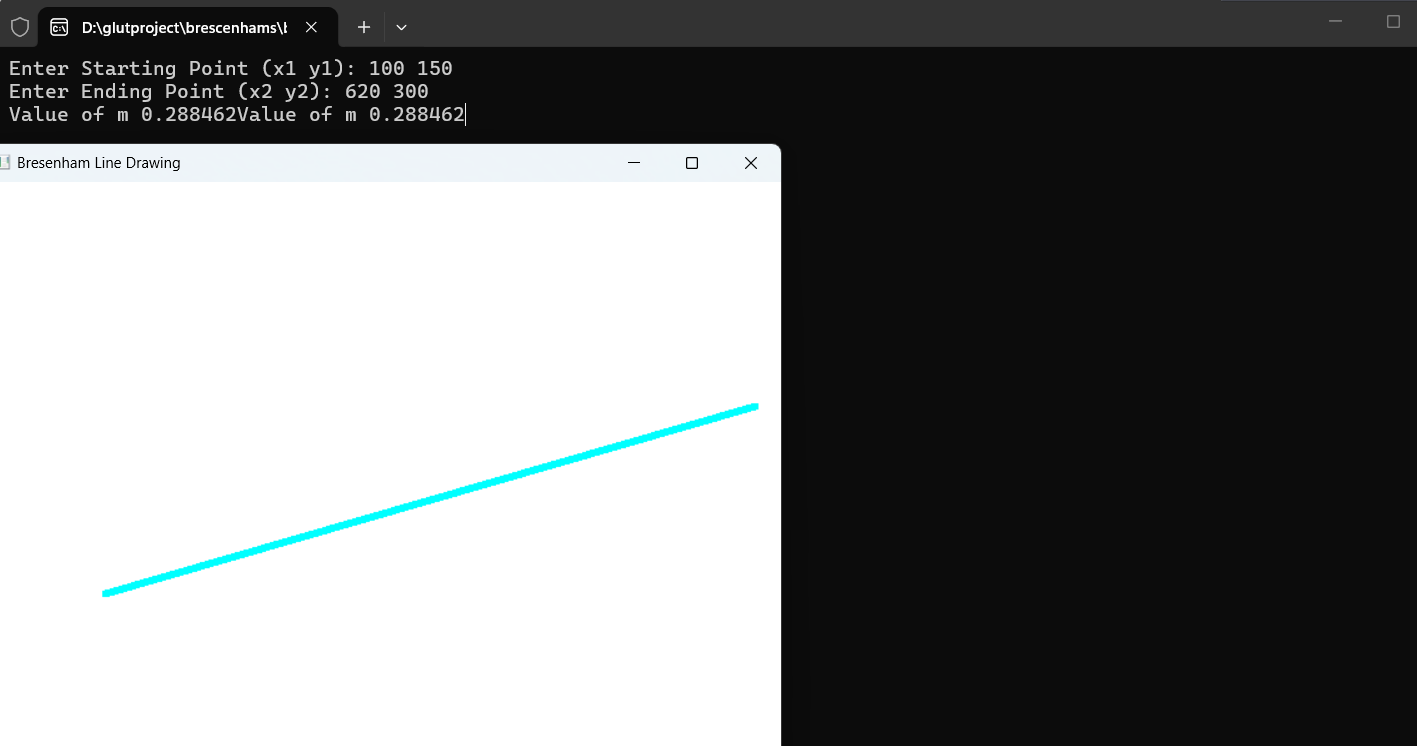 D:\glutproject\brescenhams\b
Enter Starting Point (x1 y1): 100 150
Enter Ending Point (x2 y2): 620 300
Value of m 0.288462Value of m 0.288462
Bresenham Line Drawing